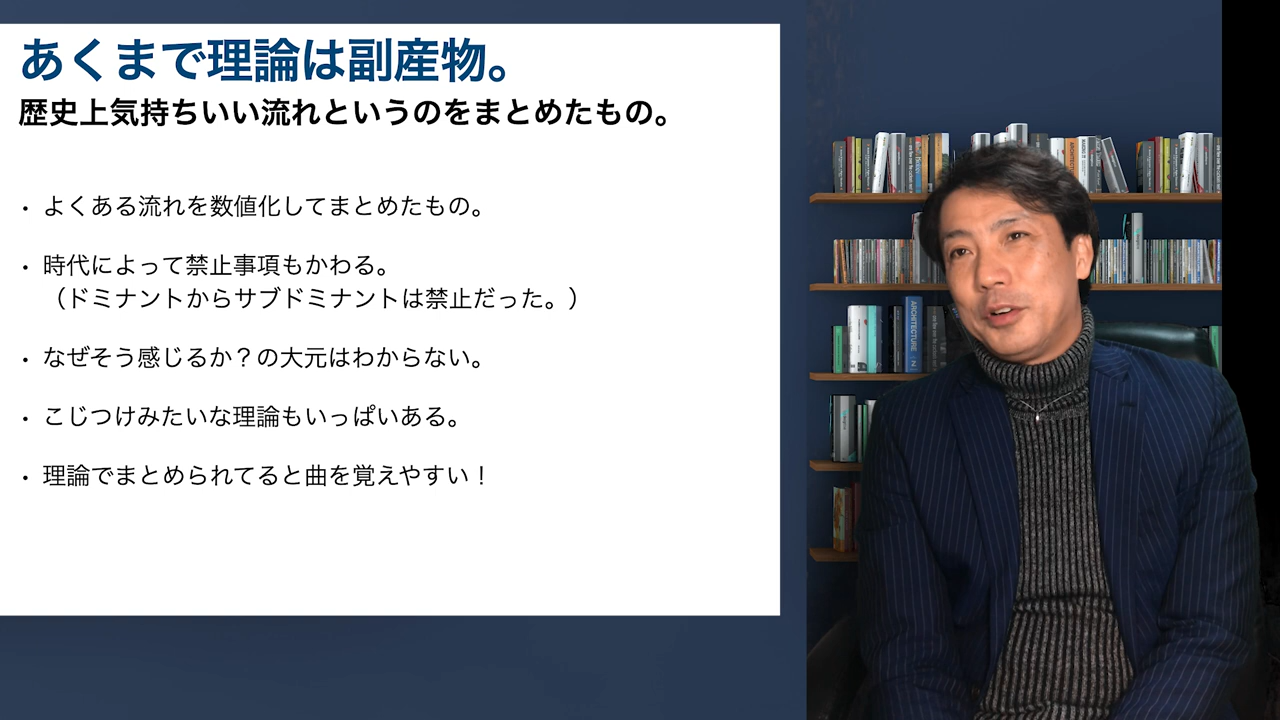 あくまで理論は副産物。
歴史上気持ちいい流れというのをまとめたもの。
・よくある流れを数値化してまとめたもの。
・時代によって禁止事項もかわる。
（ドミナントからサブドミナントは禁止だった。）
・なぜそう感じるか？の大元はわからない。
・こじつけみたいな理論もいっぱいある。
・理論でまとめられてると曲を覚えやすい！
ARCHITECTURE